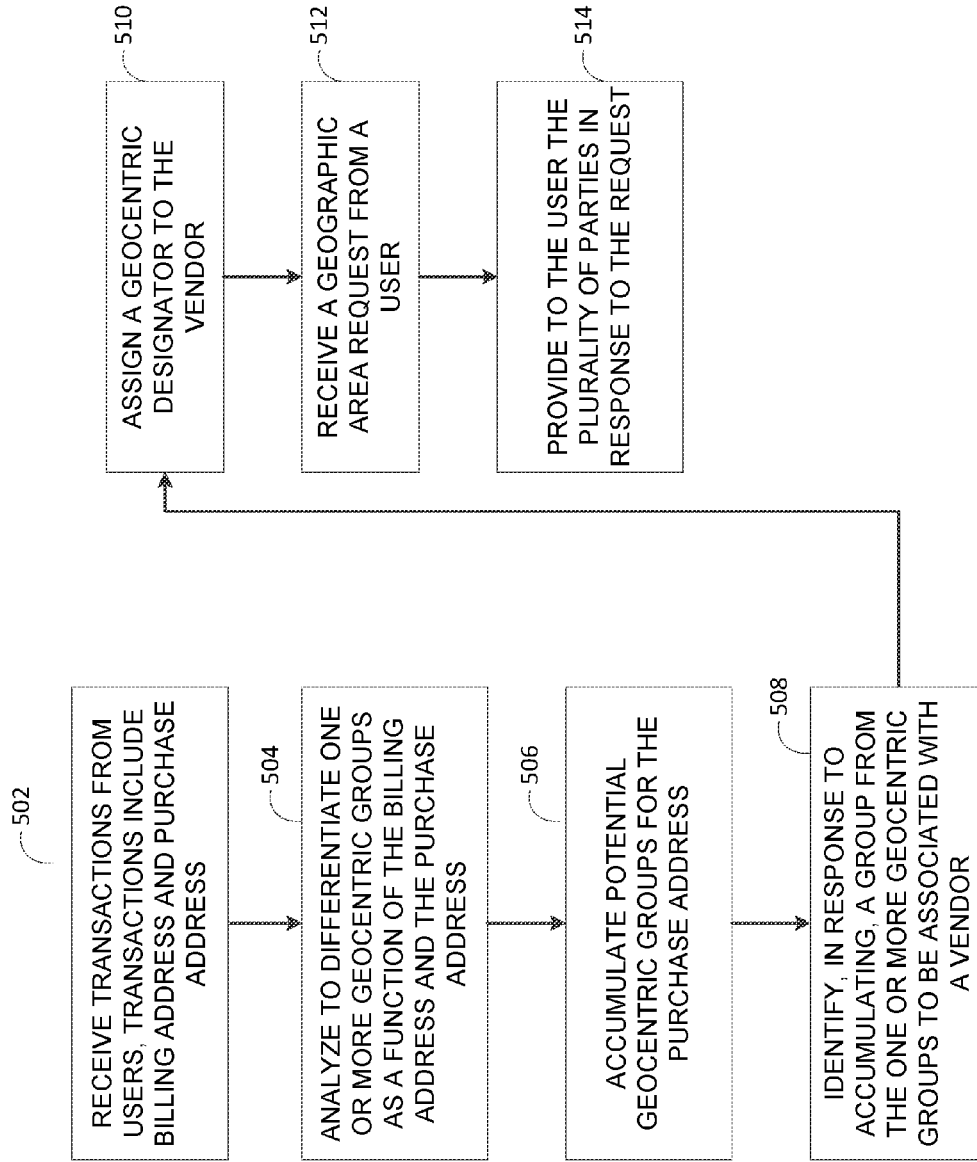 502
RECEIVE TRANSACTIONS FROM
USERS, TRANSACTIONS INCLUDE
BILLING ADDRESS AND PURCHASE
ADDRESS
504
ANALYZE TO DIFFERENTIATE ONE
OR MORE GEOCENTRIC GROUPS
AS A FUNCTION OF THE BILLING
ADDRESS AND THE PURCHASE
ADDRESS
506
ACCUMULATE POTENTIAL
GEOCENTRIC GROUPS FOR THE
PURCHASE ADDRESS
508
IDENTIFY, IN RESPONSE TO
ACCUMULATING, A GROUP FROM
THE ONE OR MORE GEOCENTRIC
GROUPS TO BE ASSOCIATED WITH
A VENDOR
510
ASSIGN A GEOCENTRIC
DESIGNATOR TO THE
VENDOR
512
RECEIVE A GEOGRAPHIC
AREA REQUEST FROM A
USER
514
PROVIDE TO THE USER THE
PLURALITY OF PARTIES IN
RESPONSE TO THE REQUEST